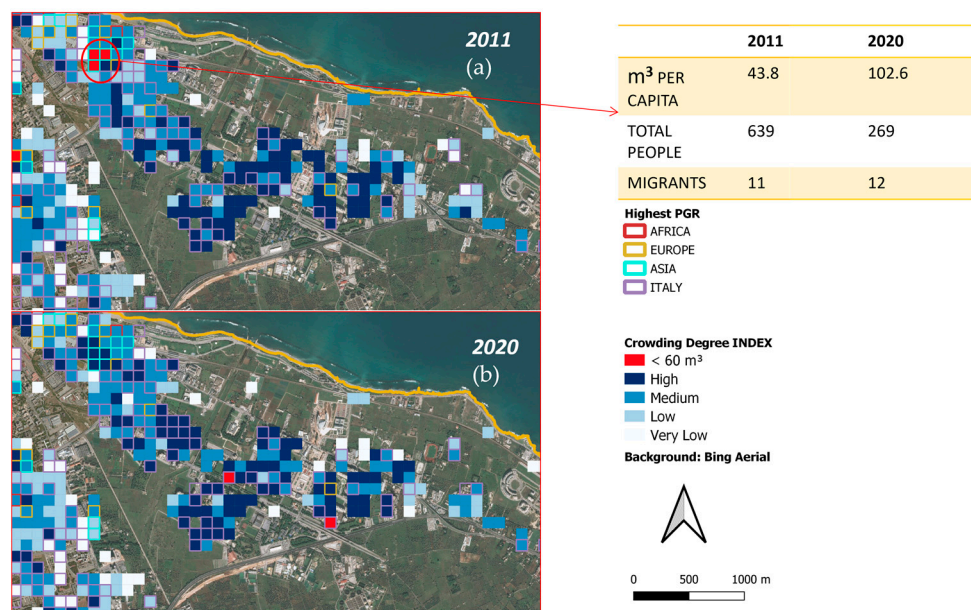 2011
(a)
2011 2020
m³ PER 43.8 102.6
CAPITA
TOTAL 639 269
PEOPLE
MIGRANTS 11 12
Highest PGR
AFRICA
EUROPE
ASIA
ITALY
2020
(b)
Crowding Degree INDEX
< 60 m³
High
Medium
Low
Very Low
Background: Bing Aerial
0 500 1000 m